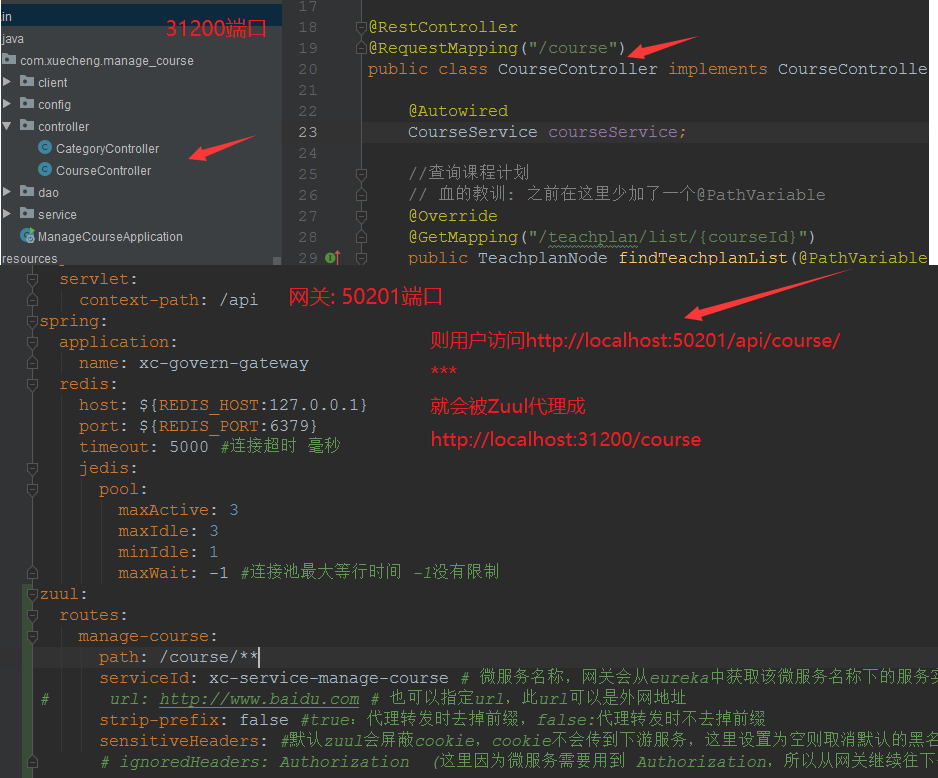 in
31200端口
java
com.xuecheng.manage_course
client
config
controller
CategoryController
CourseController
dao
service
ManageCourseApplication
resources
17
18 @RestController
19 @RequestMapping("/course")
20 public class CourseController implements CourseControlle
21
22 @Autowired
23 CourseService courseService;
24
25 //查询课程计划
26 // 血的教训: 之前在这里少加了一个@PathVariable
27 @Override
28 @GetMapping("/teachplan/list/{courseId}")
29 public TeachplanNode findTeachplanList(@PathVariable
servlet:
context-path: /api
网关: 50201端口
spring:
application:
name: xc-govern-gateway
redis:
host: ${REDIS_HOST:127.0.0.1}
port: ${REDIS_PORT:6379}
timeout: 5000 #连接超时 毫秒
jedis:
pool:
maxActive: 3
maxIdle: 3
minIdle: 1
maxWait: -1 #连接池最大等行时间 -1没有限制
则用户访问http://localhost:50201/api/course/
***
就会被Zuul代理成
http://localhost:31200/course
zuul:
routes:
manage-course:
path: /course/**
serviceId: xc-service-manage-course # 微服务名称，网关会从eureka中获取该微服务名称下的服务实
# url: http://www.baidu.com # 也可以指定url，此url可以是外网地址
strip-prefix: false #true：代理转发时去掉前缀，false:代理转发时不去掉前缀
sensitiveHeaders: #默认zuul会屏蔽cookie，cookie不会传到下游服务，这里设置为空则取消默认的黑名
# ignoredHeaders: Authorization （这里因为微服务需要用到 Authorization，所以从网关继续往下